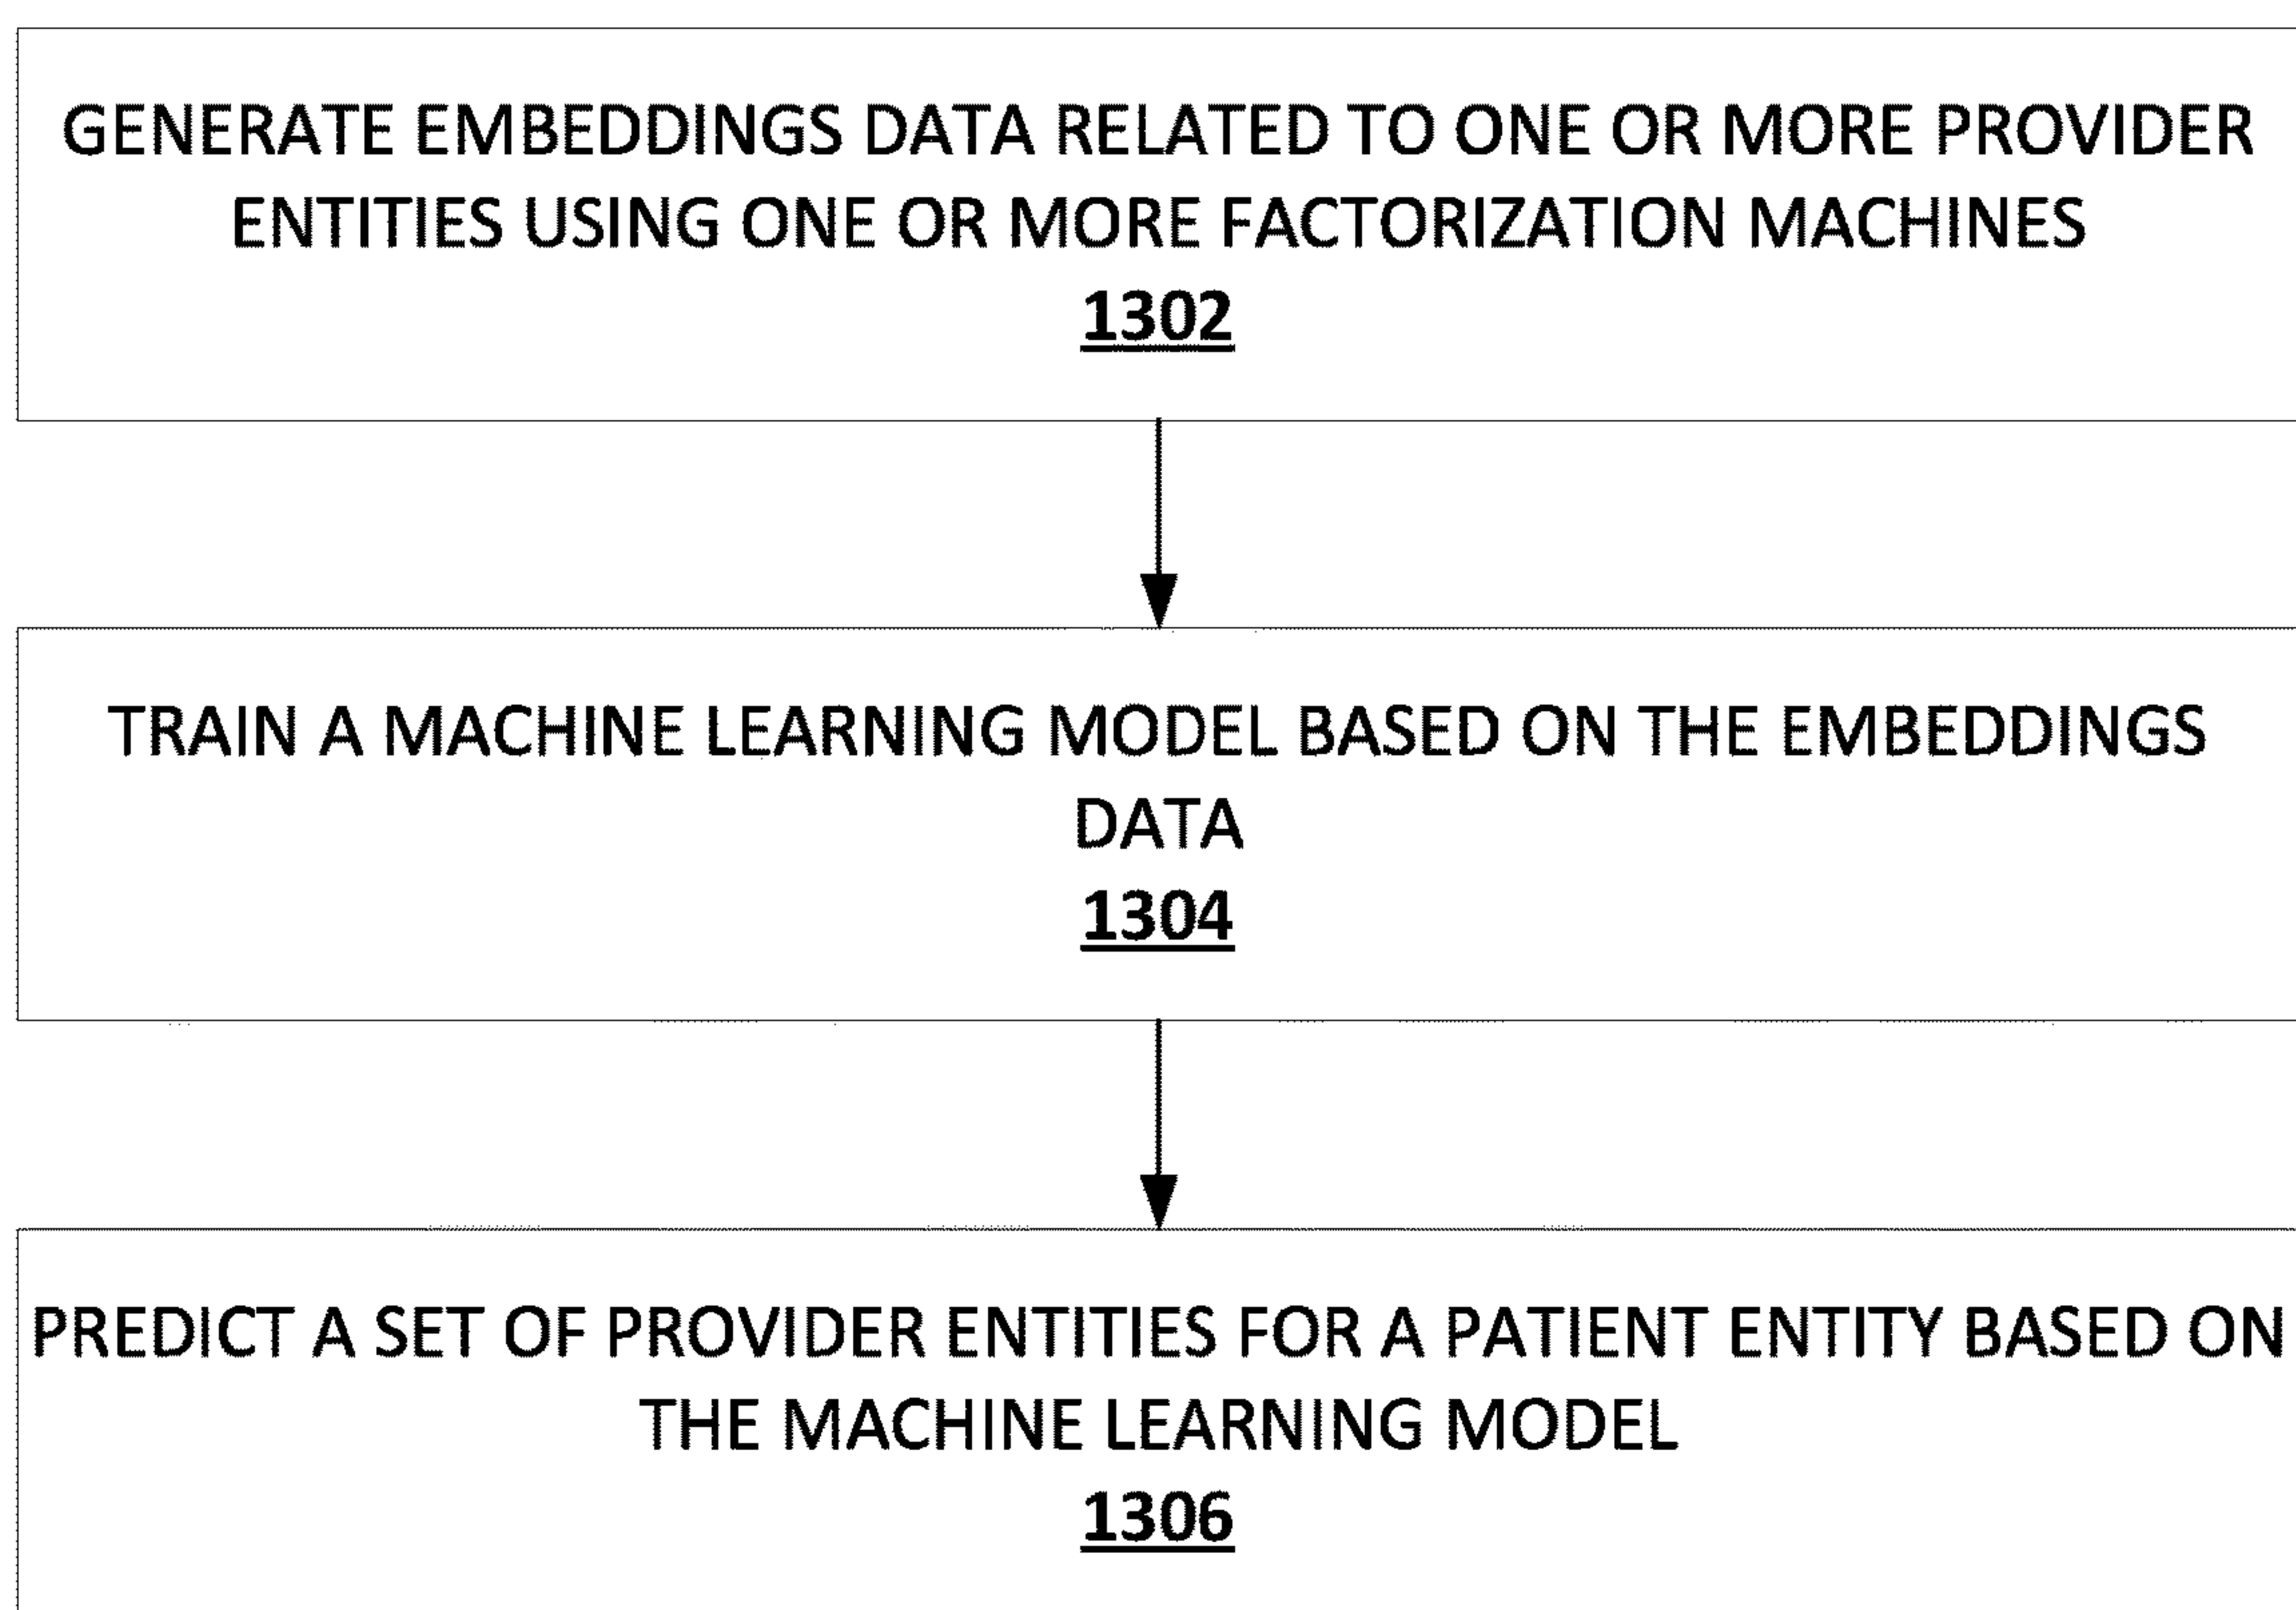 GENERATE EMBEDDINGS DATA RELATED TO ONE OR MORE PROVIDER
ENTITIES USING ONE OR MORE FACTORIZATION MACHINES
1302
TRAIN A MACHINE LEARNING MODEL BASED ON THE EMBEDDINGS
DATA
1304
PREDICT A SET OF PROVIDER ENTITIES FOR A PATIENT ENTITY BASED ON
THE MACHINE LEARNING MODEL
1306